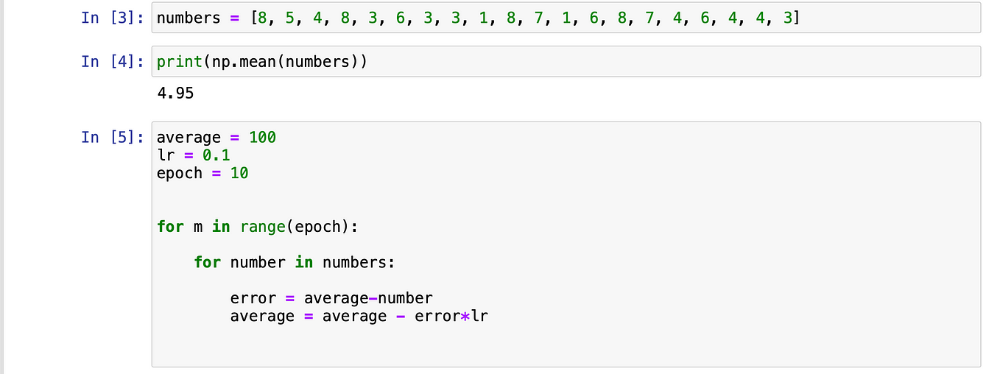 In [3]: numbers = [8, 5, 4, 8, 3, 6, 3, 3, 1, 8, 7, 1, 6, 8, 7, 4, 6, 4, 4, 3]
In [4]: print(np.mean(numbers))
4.95
In [5]: average = 100
lr = 0.1
epoch = 10
for m in range(epoch):
for number in numbers:
error = average-number
average = average - error*lr